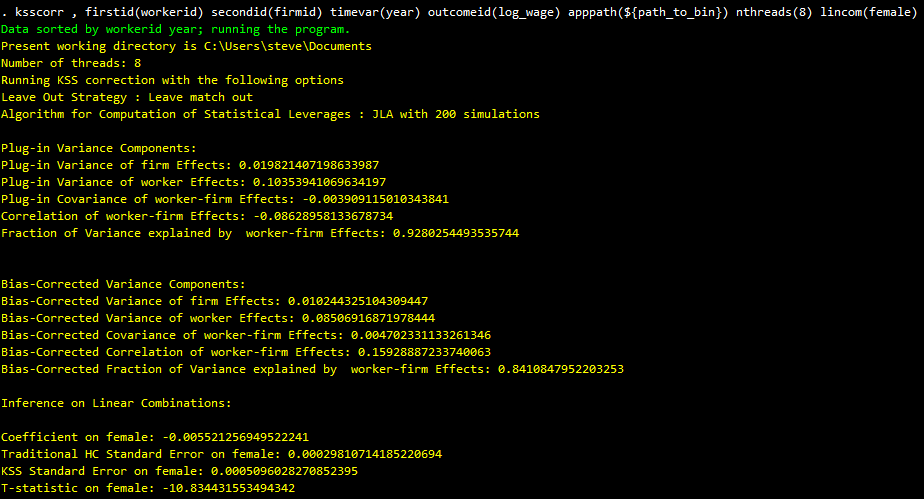 . ksscorr , firstid(workerid) secondid(firmid) timevar(year) outcomeid(log_wage) apppath(${path_to_bin}) nthreads(8) lincom(female)
Data sorted by workerid year; running the program.
Present working directory is C:\Users\steve\Documents
Number of threads: 8
Running KSS correction with the following options
Leave Out Strategy : Leave match out
Algorithm for Computation of Statistical Leverages : JLA with 200 simulations
Plug-in Variance Components:
Plug-in Variance of firm Effects: 0.019821407198633987
Plug-in Variance of worker Effects: 0.10353941069634197
Plug-in Covariance of worker-firm Effects: -0.003909115010343841
Correlation of worker-firm Effects: -0.08628958133678734
Fraction of Variance explained by  worker-firm Effects: 0.9280254493535744
Bias-Corrected Variance Components:
Bias-Corrected Variance of firm Effects: 0.010244325104309447
Bias-Corrected Variance of worker Effects: 0.08506916871978444
Bias-Corrected Covariance of worker-firm Effects: 0.004702331133261346
Bias-Corrected Correlation of worker-firm Effects: 0.15928887233740063
Bias-Corrected Fraction of Variance explained by  worker-firm Effects: 0.8410847952203253
Inference on Linear Combinations:
Coefficient on female: -0.005521256949522241
Traditional HC Standard Error on female: 0.00029810714185220694
KSS Standard Error on female: 0.0005096028270852395
T-statistic on female: -10.834431553494342